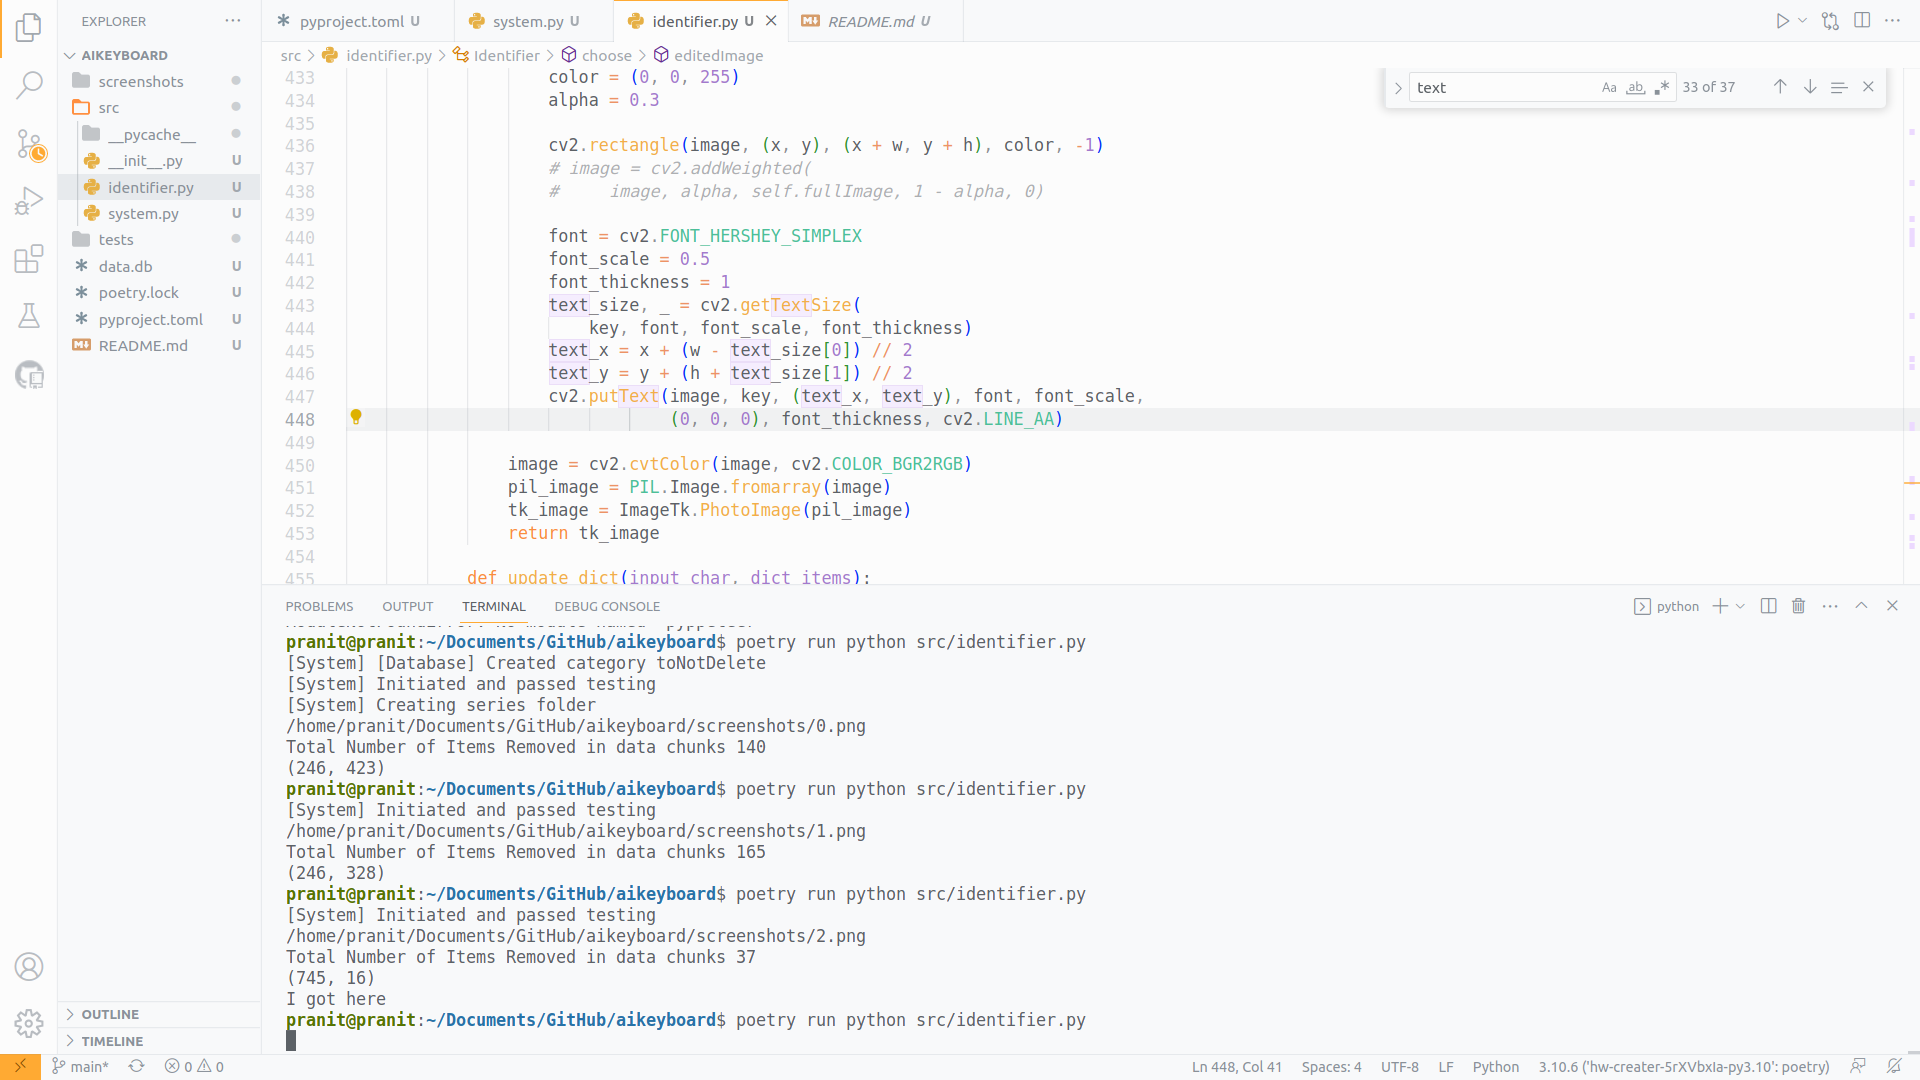 EXPLORER
AIKEYBOARD
screenshots
src
__pycache__
__init__.py U
identifier.py U
system.py U
tests
data.db U
poetry.lock U
pyproject.toml U
README.md U
OUTLINE
TIMELINE
pyproject.toml U
system.py U
identifier.py U
README.md U
src > identifier.py > Identifier > choose > editedImage
text
Aa ab
33 of 37
433 color = (0, 0, 255)
434 alpha = 0.3
435
436 cv2.rectangle(image, (x, y), (x + w, y + h), color, -1)
437 # image = cv2.addWeighted(
438 #     image, alpha, self.fullImage, 1 - alpha, 0)
439
440 font = cv2.FONT_HERSHEY_SIMPLEX
441 font_scale = 0.5
442 font_thickness = 1
443 text_size, _ = cv2.getTextSize(
444     key, font, font_scale, font_thickness)
445 text_x = x + (w - text_size[0]) // 2
446 text_y = y + (h + text_size[1]) // 2
447 cv2.putText(image, key, (text_x, text_y), font, font_scale,
448             (0, 0, 0), font_thickness, cv2.LINE_AA)
449
450 image = cv2.cvtColor(image, cv2.COLOR_BGR2RGB)
451 pil_image = PIL.Image.fromarray(image)
452 tk_image = ImageTk.PhotoImage(pil_image)
453 return tk_image
454
455 def update_dict(input_char, dict_items):
PROBLEMS OUTPUT TERMINAL DEBUG CONSOLE
python
pranit@pranit:~/Documents/GitHub/aikeyboard$ poetry run python src/identifier.py
[System] [Database] Created category toNotDelete
[System] Initiated and passed testing
[System] Creating series folder
/home/pranit/Documents/GitHub/aikeyboard/screenshots/0.png
Total Number of Items Removed in data chunks 140
(246, 423)
pranit@pranit:~/Documents/GitHub/aikeyboard$ poetry run python src/identifier.py
[System] Initiated and passed testing
/home/pranit/Documents/GitHub/aikeyboard/screenshots/1.png
Total Number of Items Removed in data chunks 165
(246, 328)
pranit@pranit:~/Documents/GitHub/aikeyboard$ poetry run python src/identifier.py
[System] Initiated and passed testing
/home/pranit/Documents/GitHub/aikeyboard/screenshots/2.png
Total Number of Items Removed in data chunks 37
(745, 16)
I got here
pranit@pranit:~/Documents/GitHub/aikeyboard$ poetry run python src/identifier.py
main* 0 0
Ln 448, Col 41 Spaces: 4 UTF-8 LF Python 3.10.6 ('hw-creater-5rXVbxIa-py3.10': poetry)